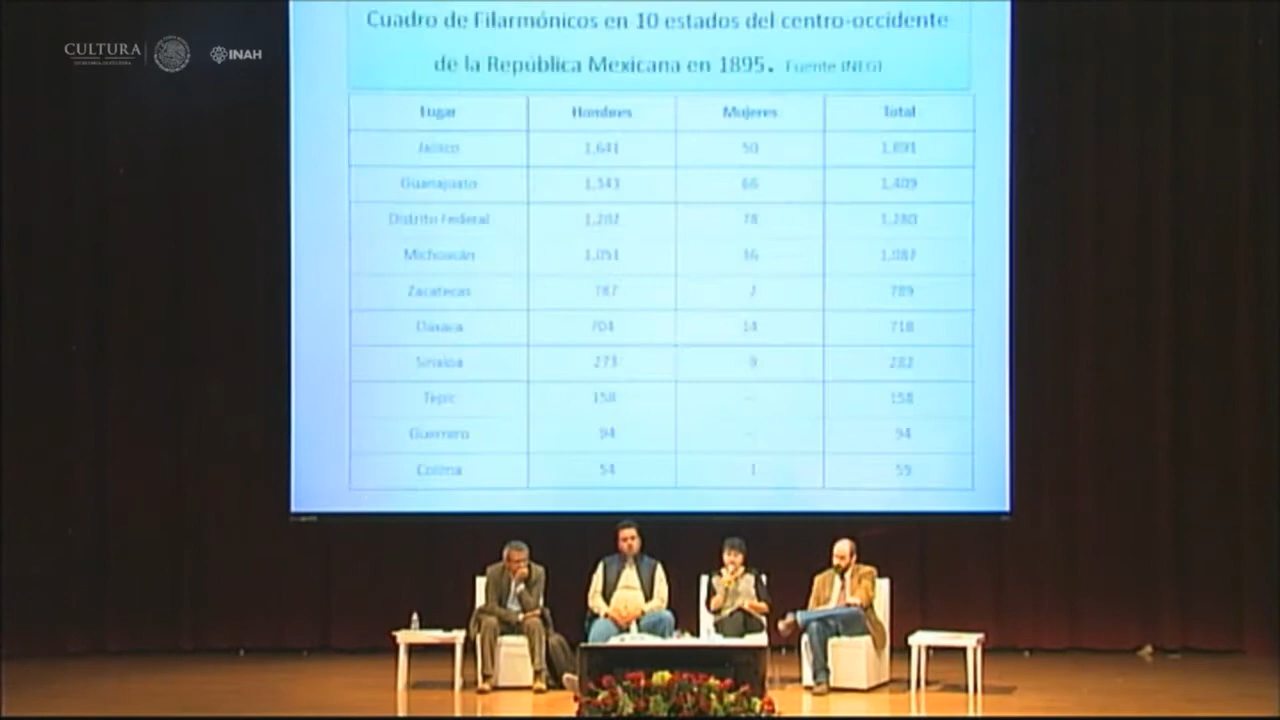 CULTURA
INAH
Cuadro de Filarmónicos en 10 estados del centro-occidente
de la República Mexicana en 1895. Fuente INEGI
Lugar Hombres Mujeres Total
Jalisco 1,641 50 1,691
Guanajuato 1,343 66 1,409
Distrito Federal 1,202 78 1,280
Michoacán 1,051 36 1,087
Zacatecas 787 2 789
Oaxaca 704 14 718
Sinaloa 273 9 282
Tepic 158 - 158
Guerrero 94 - 94
Colima 54 1 55